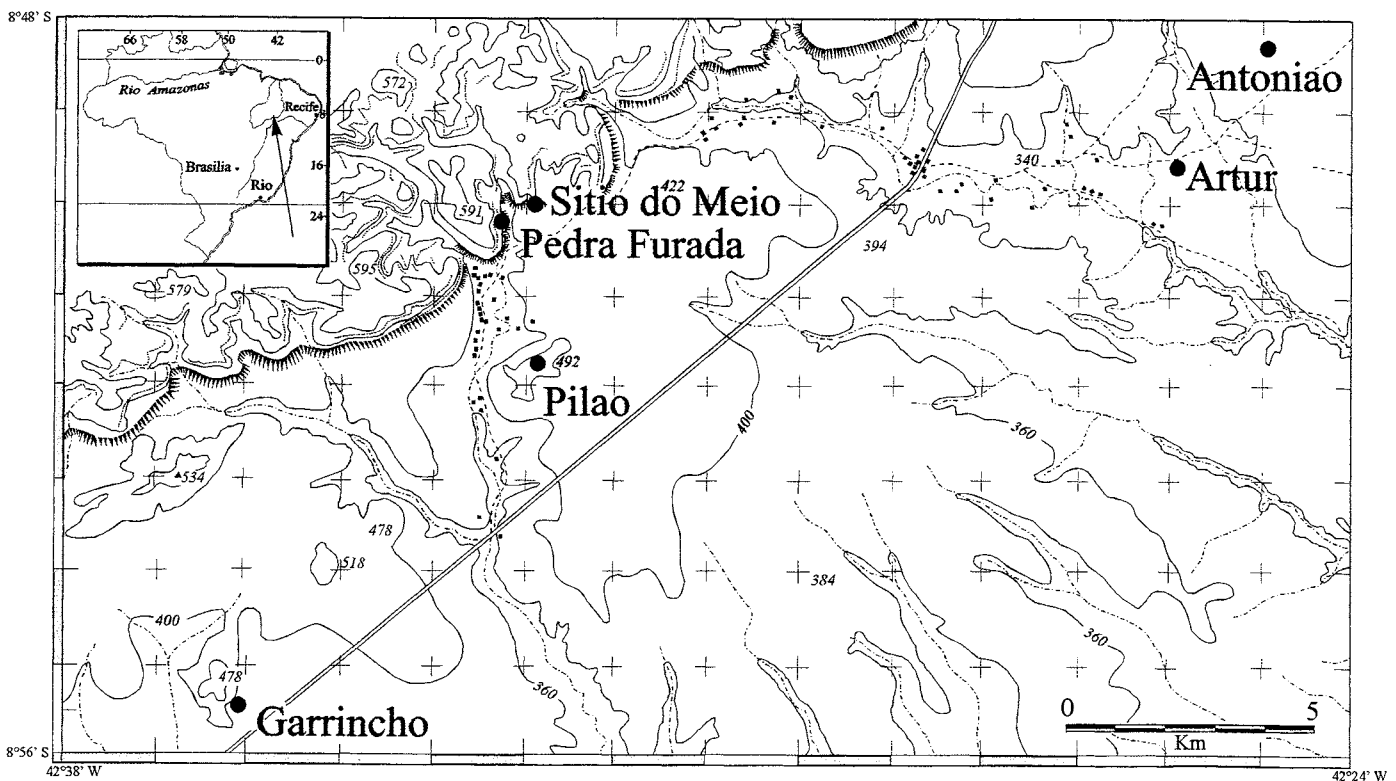 8°48' S
66 58 50 42
0
Rio Amazonas
Recife
8
Brasilia
16
Rio
24
572
Antoniao
340
Artur
422
591
Sitio do Meio
Pedra Furada
394
595
579
492
Pilao
400
360
534
478
518
384
400
360
478
360
Garrincho
0 5
Km
8°56' S
42°38' W
42°24' W